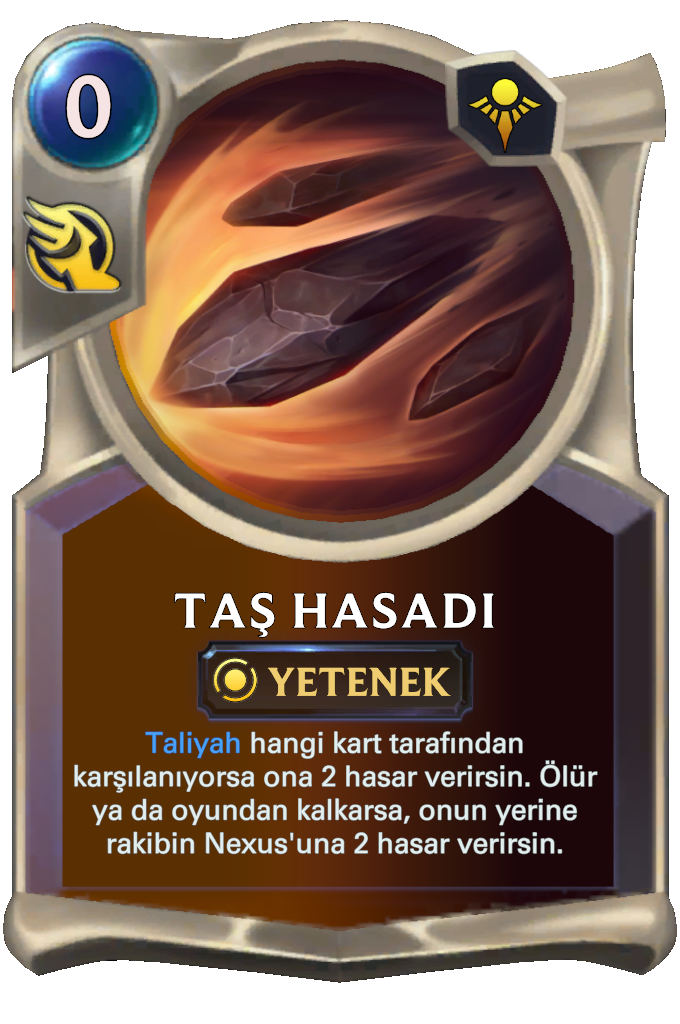 0
TAŞ HASADI
YETENEK
Taliyah hangi kart tarafından
karşılanıyorsa ona 2 hasar verirsin. Ölür
ya da oyundan kalkarsa, onun yerine
rakibin Nexus'una 2 hasar verirsin.